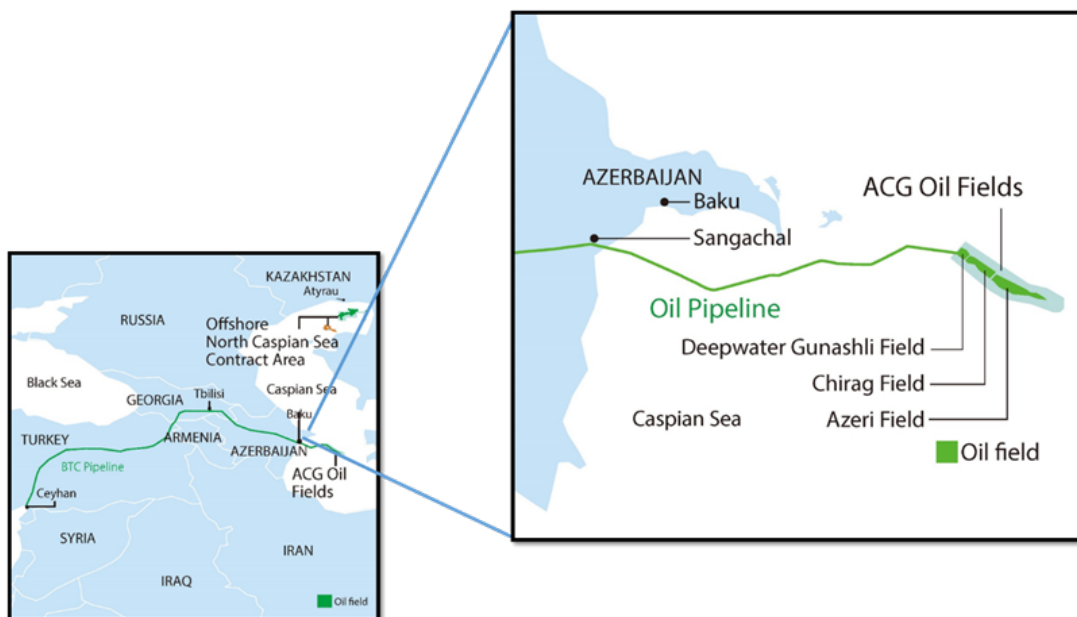 KAZAKHSTAN
Atyrau
RUSSIA
Offshore
North Caspian Sea
Contract Area
Black Sea
Caspian Sea
Tbilisi
GEORGIA
Baku
TURKEY
ARMENIA
AZERBAIJAN
BTC Pipeline
ACG Oil
Fields
Ceyhan
SYRIA
IRAN
IRAQ
Oil field
AZERBAIJAN
Baku
ACG Oil Fields
Sangachal
Oil Pipeline
Deepwater Gunashli Field
Chirag Field
Caspian Sea
Azeri Field
Oil field